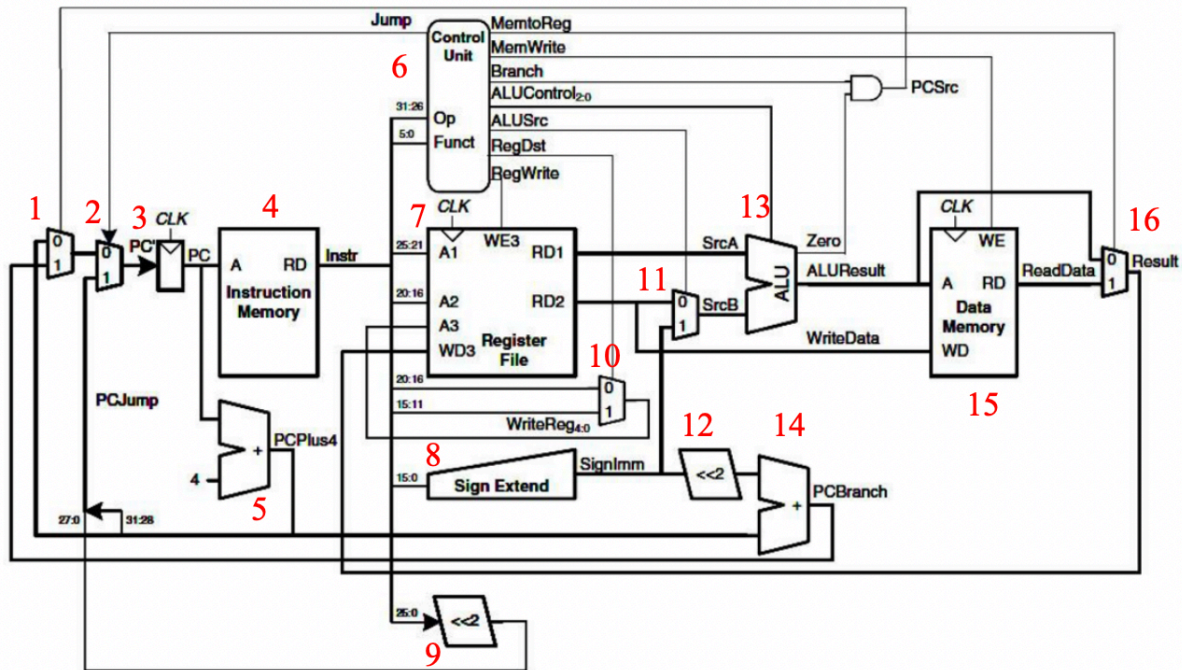 Jump
MemtoReg
Control
Unit
MemWrite
6
Branch
PCSrc
ALUControl2:0
31:26
Op
ALUSrc
5:0
Funct
RegDst
RegWrite
1
2
3
CLK
4
7
CLK
13
CLK
16
PC'
0
1
0
1
PC
A
RD
Instr
Instruction
Memory
25:21
A1
WE3
RD1
SrcA
Zero
WE
0
1
Result
11
ALU
ALUResult
A
RD
ReadData
20:16
A2
RD2
0
1
SrcB
Data
Memory
A3
Register
File
WD3
10
WriteData
WD
20:16
0
15:11
1
15
PCJump
WriteReg4:0
+
PCPlus4
12
14
8
SignImm
4
15:0
Sign Extend
<<2
PCBranch
5
+
27:0
31:28
25:0
<<2
9